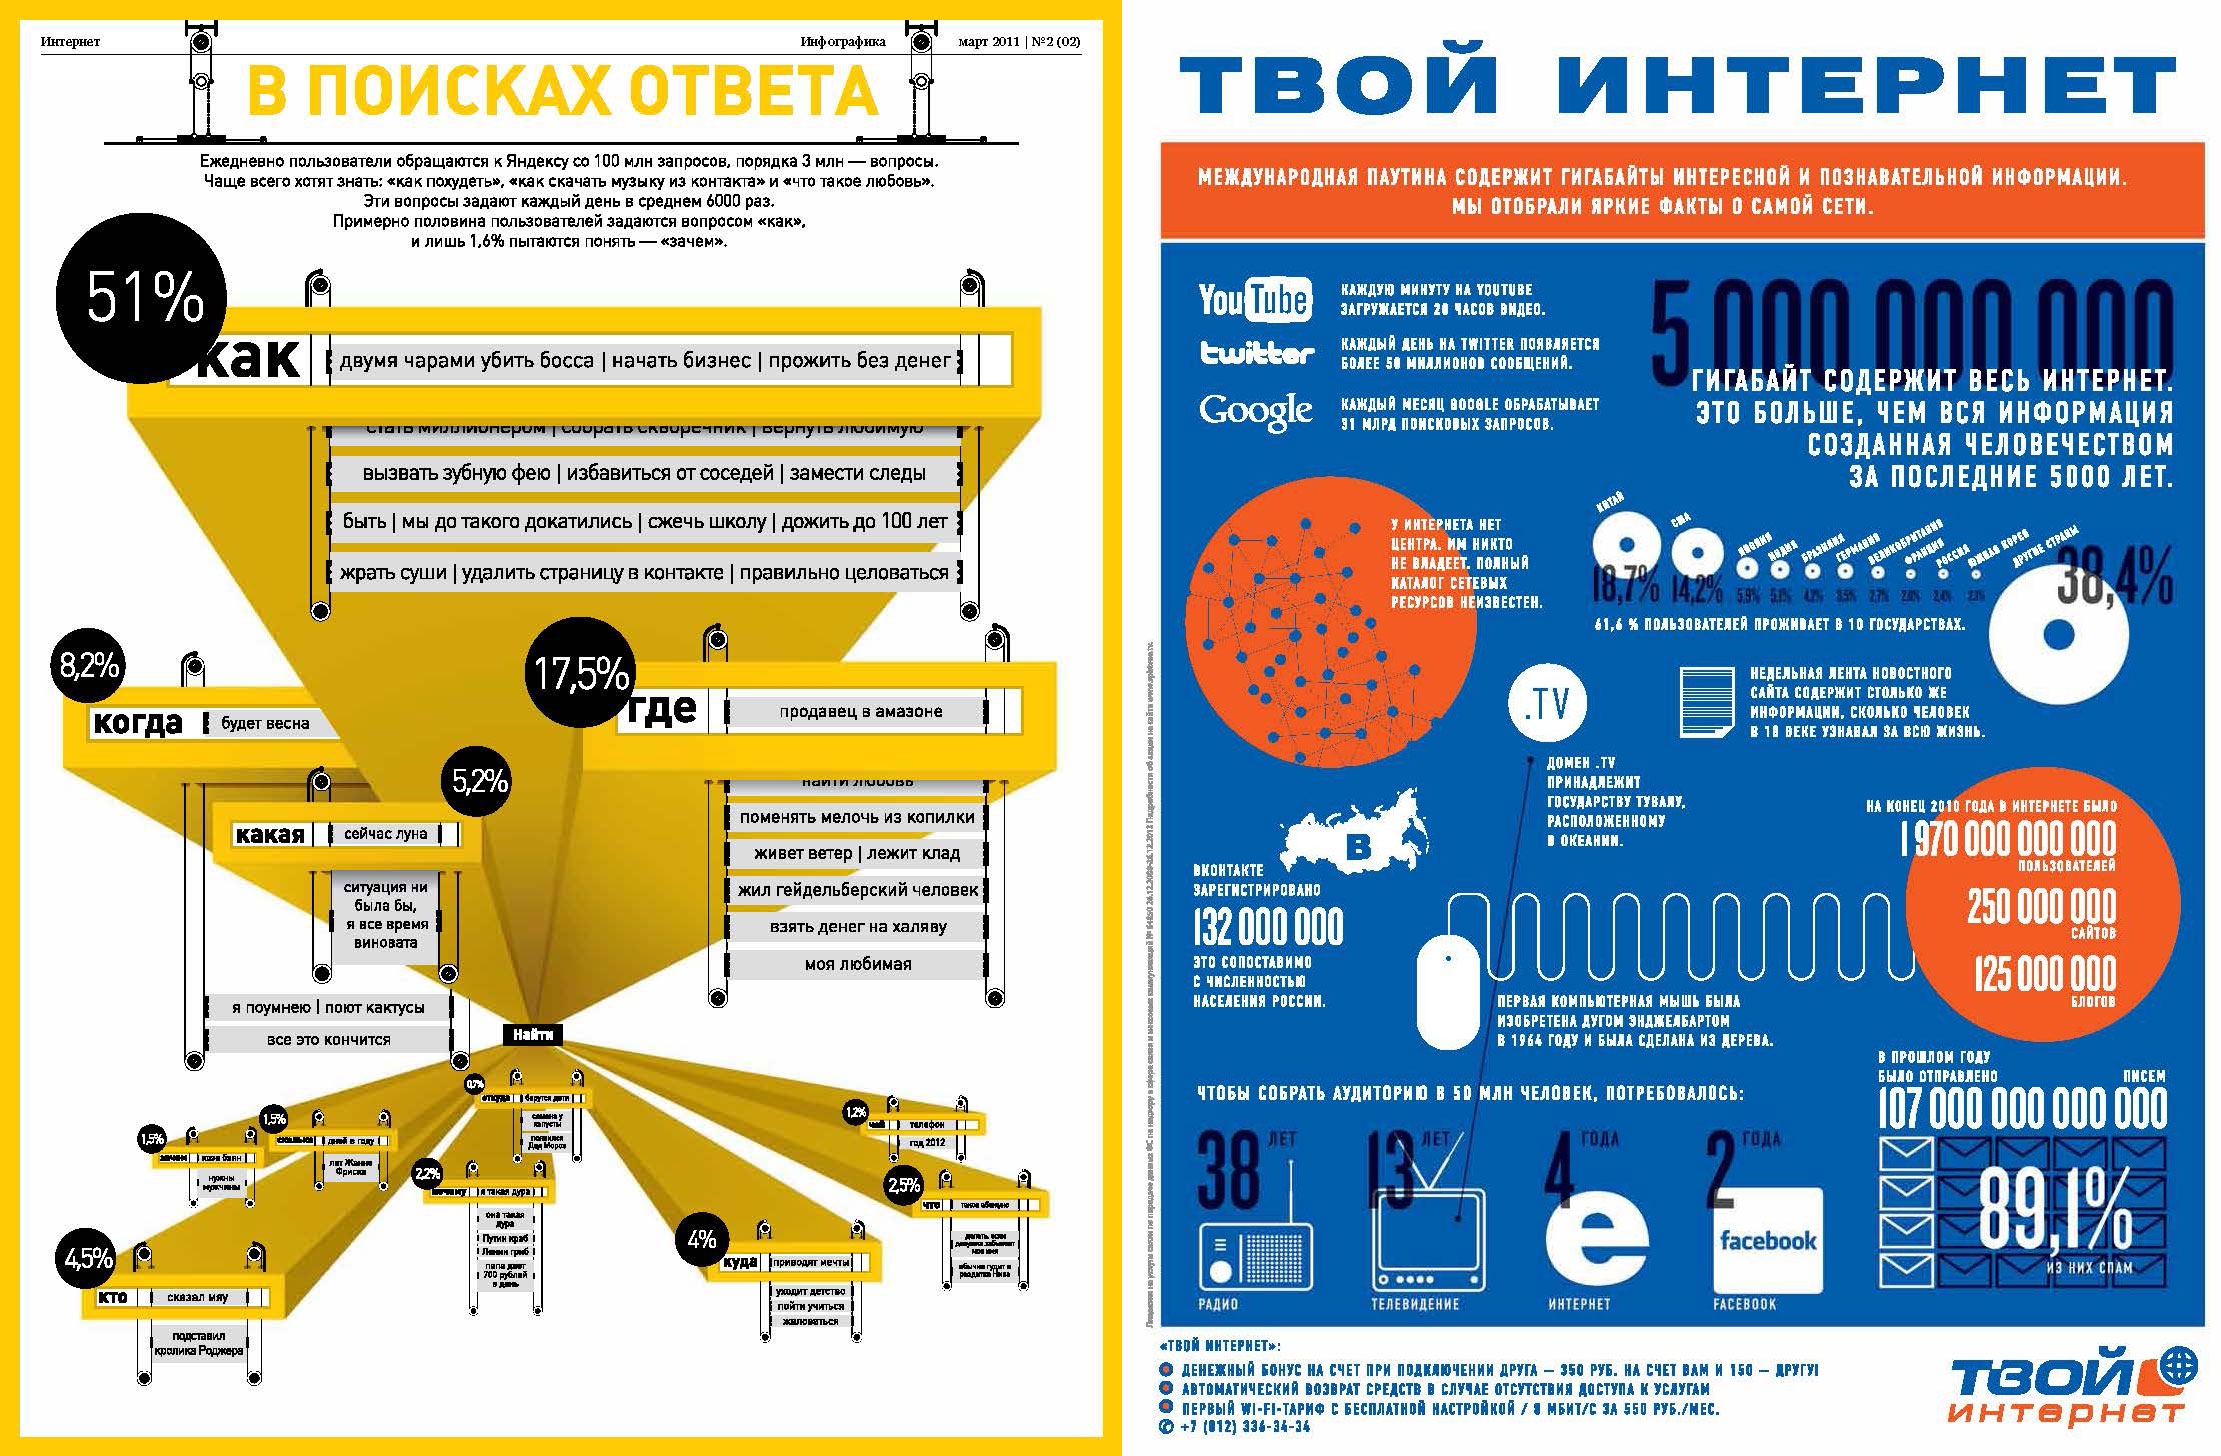 Интернет
Инфографика
март 2011 | №2 (02)
В ПОИСКАХ ОТВЕТА
Ежедневно пользователи обращаются к Яндексу со 100 млн запросов, порядка 3 млн — вопросы.
Чаще всего хотят знать: «как похудеть», «как скачать музыку из контакта» и «что такое любовь».
Эти вопросы задают каждый день в среднем 6000 раз.
Примерно половина пользователей задаются вопросом «как»,
и лишь 1,6% пытаются понять — «зачем».
51%
как
двумя чарами убить босса | начать бизнес | прожить без денег
стать миллионером | собрать скворечник | вернуть любимую
вызвать зубную фею | избавиться от соседей | замести следы
быть | мы до такого докатились | сжечь школу | дожить до 100 лет
жрать суши | удалить страницу в контакте | правильно целоваться
8,2%
когда
будет весна
я поумнею | поют кактусы
все это кончится
5,2%
какая
сейчас луна
ситуация ни
была бы,
я все время
виновата
17,5%
где
продавец в амазоне
найти любовь
поменять мелочь из копилки
живет ветер | лежит клад
жил гейдельберский человек
взять денег на халяву
моя любимая
Найти
0,7%
откуда
берутся дети
семена у
капусты
появился
Дед Мороз
1,5%
зачем
козе баян
нужны
мужчины
1,5%
сколько
дней в году
лет Жанне
Фриске
2,2%
почему
я такая дура
она такая
дура
Путин краб
Ленин гриб
папа дает
700 рублей
в день
1,2%
чей
телефон
год 2012
2,5%
что
такое абзацу
4%
куда
приводят мечты
уходит детство
пойти учиться
жаловаться
4,5%
кто
сказал мяу
подставил
кролика Роджера
ТВОЙ ИНТЕРНЕТ
МЕЖДУНАРОДНАЯ ПАУТИНА СОДЕРЖИТ ГИГАБАЙТЫ ИНТЕРЕСНОЙ И ПОЗНАВАТЕЛЬНОЙ ИНФОРМАЦИИ.
МЫ ОТОБРАЛИ ЯРКИЕ ФАКТЫ О САМОЙ СЕТИ.
YouTube
КАЖДУЮ МИНУТУ НА YOUTUBE
ЗАГРУЖАЕТСЯ 20 ЧАСОВ ВИДЕО.
twitter
КАЖДЫЙ ДЕНЬ НА TWITTER ПОЯВЛЯЕТСЯ
БОЛЕЕ 50 МИЛЛИОНОВ СООБЩЕНИЙ.
Google
КАЖДЫЙ МЕСЯЦ GOOGLE ОБРАБАТЫВАЕТ
31 МЛРД ПОИСКОВЫХ ЗАПРОСОВ.
5 000 000 000
ГИГАБАЙТ СОДЕРЖИТ ВЕСЬ ИНТЕРНЕТ.
ЭТО БОЛЬШЕ, ЧЕМ ВСЯ ИНФОРМАЦИЯ
СОЗДАННАЯ ЧЕЛОВЕЧЕСТВОМ
ЗА ПОСЛЕДНИЕ 5000 ЛЕТ.
У ИНТЕРНЕТА НЕТ
ЦЕНТРА. ИМ НИКТО
НЕ ВЛАДЕЕТ. ПОЛНЫЙ
КАТАЛОГ СЕТЕВЫХ
РЕСУРСОВ НЕИЗВЕСТЕН.
КИТАЙ
США
ЯПОНИЯ
ИНДИЯ
БРАЗИЛИЯ
ГЕРМАНИЯ
ВЕЛИКОБРИТАНИЯ
ФРАНЦИЯ
РОССИЯ
ЮЖНАЯ КОРЕЯ
ДРУГИЕ СТРАНЫ
18,7%
14,2%
5,9%
5,1%
4,2%
3,5%
2,7%
38,4%
61,6 % ПОЛЬЗОВАТЕЛЕЙ ПРОЖИВАЕТ В 10 ГОСУДАРСТВАХ.
.TV
ДОМЕН .TV
ПРИНАДЛЕЖИТ
ГОСУДАРСТВУ ТУВАЛУ,
РАСПОЛОЖЕННОМУ
В ОКЕАНИИ.
НЕДЕЛЬНАЯ ЛЕНТА НОВОСТНОГО
САЙТА СОДЕРЖИТ СТОЛЬКО ЖЕ
ИНФОРМАЦИИ, СКОЛЬКО ЧЕЛОВЕК
В 18 ВЕКЕ УЗНАВАЛ ЗА ВСЮ ЖИЗНЬ.
В
ВКОНТАКТЕ
ЗАРЕГИСТРИРОВАНО
132 000 000
ЭТО СОПОСТАВИМО
С ЧИСЛЕННОСТЬЮ
НАСЕЛЕНИЯ РОССИИ.
НА КОНЕЦ 2010 ГОДА В ИНТЕРНЕТЕ БЫЛО
1 970 000 000 000
ПОЛЬЗОВАТЕЛЕЙ
250 000 000
САЙТОВ
125 000 000
БЛОГОВ
ПЕРВАЯ КОМПЬЮТЕРНАЯ МЫШЬ БЫЛА
ИЗОБРЕТЕНА ДУГОМ ЭНДЖЕЛБАРТОМ
В 1964 ГОДУ И БЫЛА СДЕЛАНА ИЗ ДЕРЕВА.
ЧТОБЫ СОБРАТЬ АУДИТОРИЮ В 50 МЛН ЧЕЛОВЕК, ПОТРЕБОВАЛОСЬ:
38 ЛЕТ
РАДИО
13 ЛЕТ
ТЕЛЕВИДЕНИЕ
4 ГОДА
e
ИНТЕРНЕТ
2 ГОДА
facebook
FACEBOOK
В ПРОШЛОМ ГОДУ
БЫЛО ОТПРАВЛЕНО ПИСЕМ
107 000 000 000 000
89,1%
ИЗ НИХ СПАМ
«ТВОЙ ИНТЕРНЕТ»:
ДЕНЕЖНЫЙ БОНУС НА СЧЕТ ПРИ ПОДКЛЮЧЕНИИ ДРУГА — 350 РУБ. НА СЧЕТ ВАМ И 150 — ДРУГУ!
АВТОМАТИЧЕСКИЙ ВОЗВРАТ СРЕДСТВ В СЛУЧАЕ ОТСУТСТВИЯ ДОСТУПА К УСЛУГАМ
ПЕРВЫЙ WI-FI-ТАРИФ С БЕСПЛАТНОЙ НАСТРОЙКОЙ / 8 МБИТ/С ЗА 550 РУБ./МЕС.
+7 (812) 336-34-34
ТВОЙ
интернет